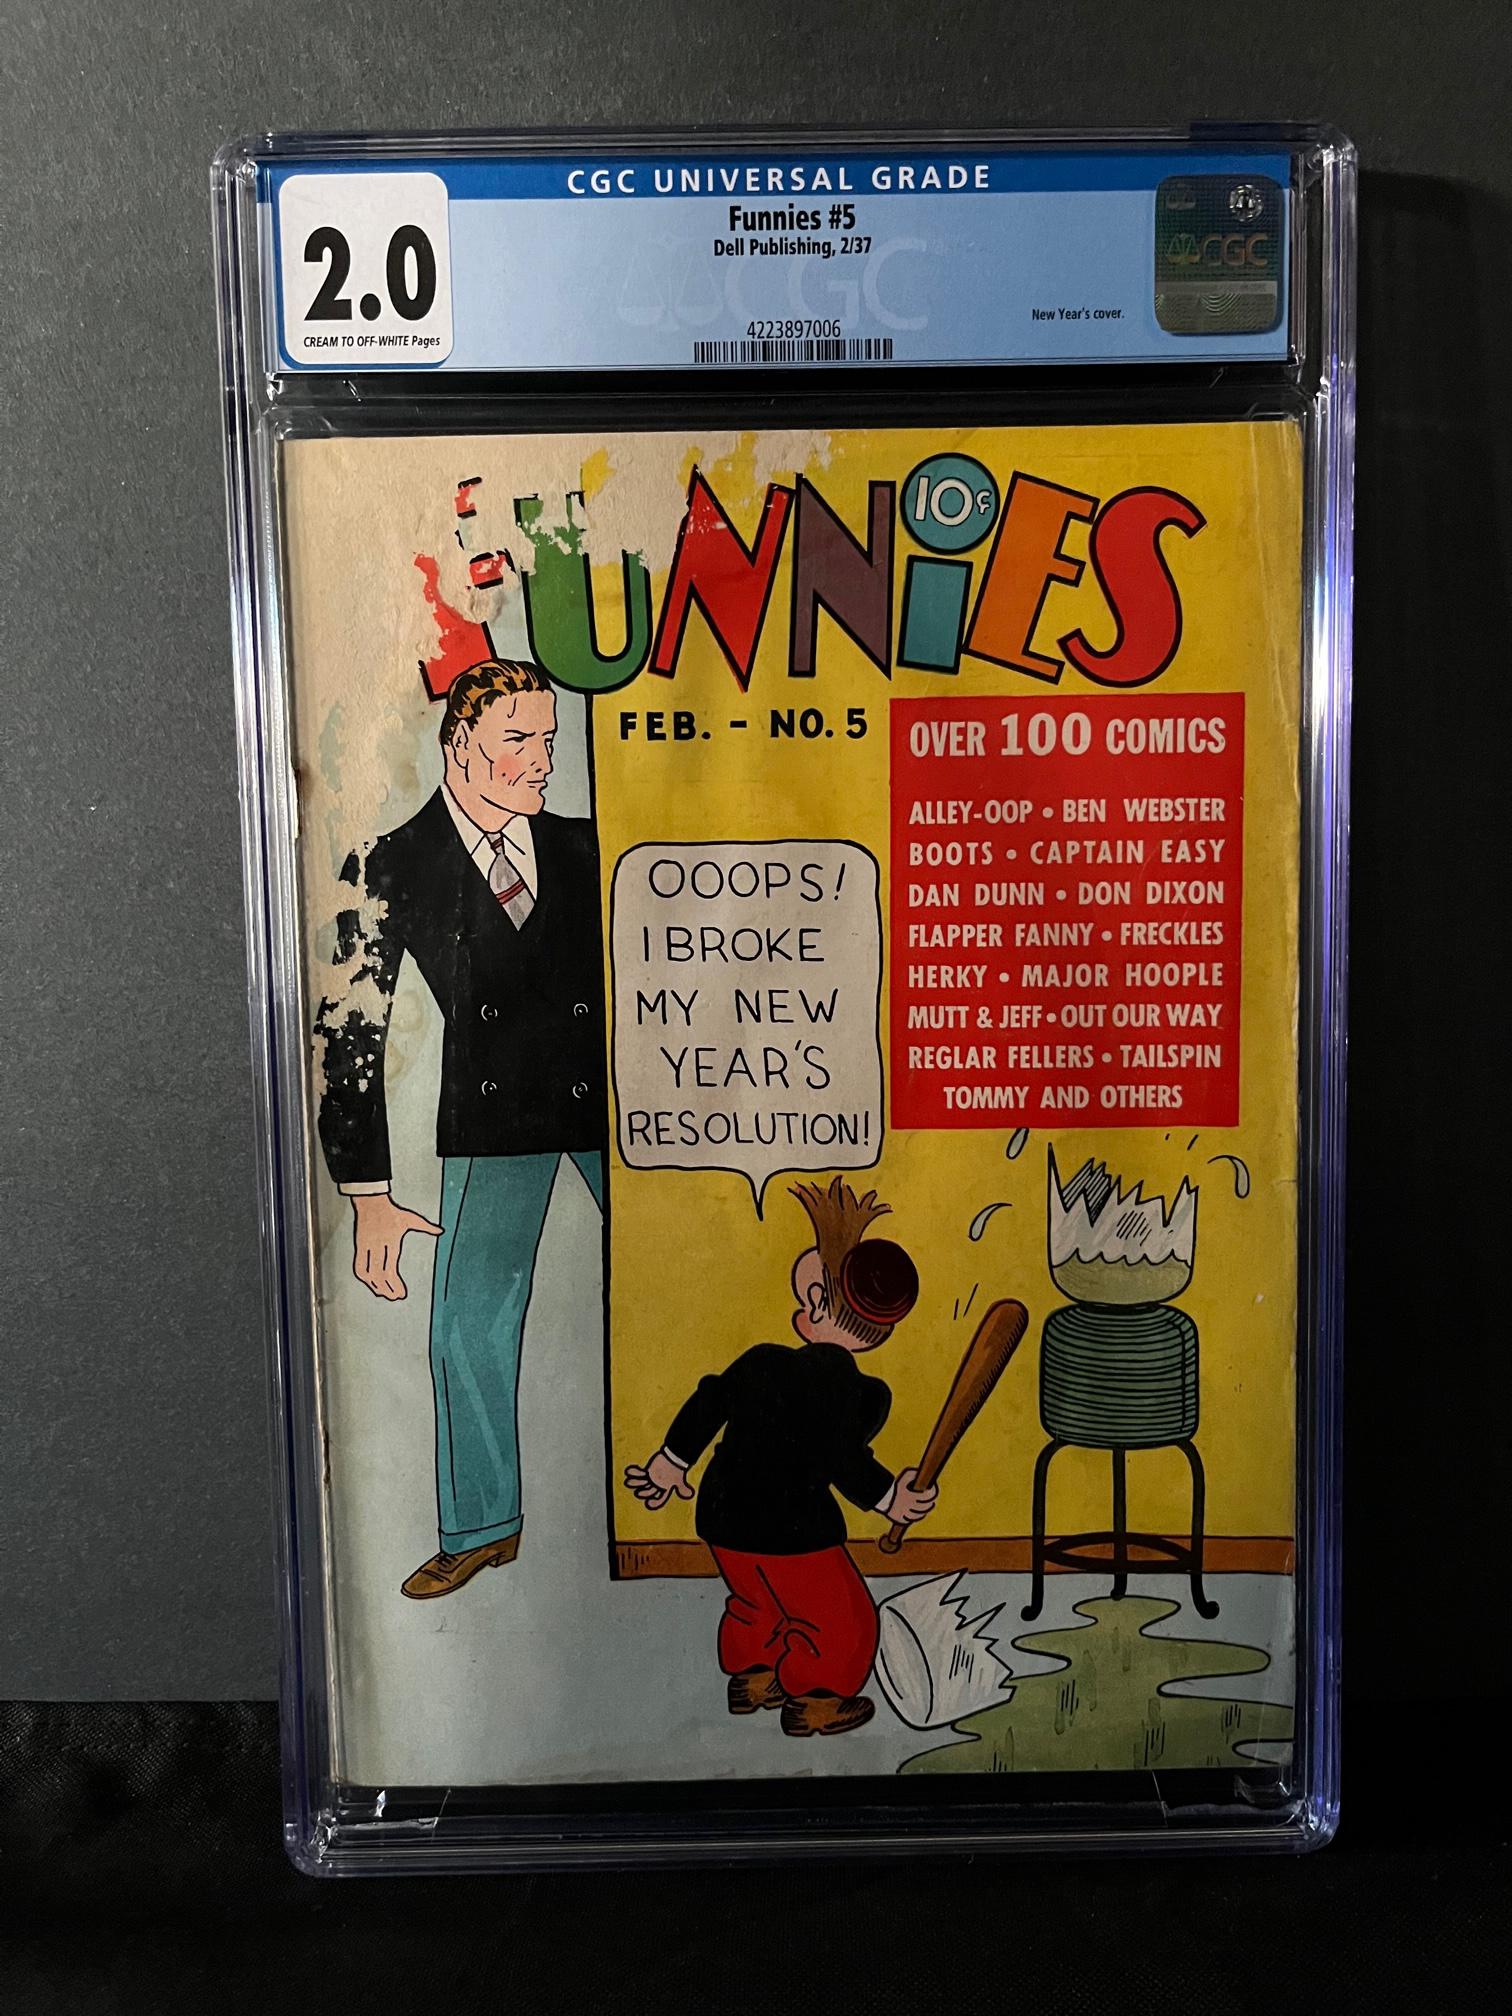 CGC UNIVERSAL GRADE
2.0
CREAM TO OFF-WHITE Pages
Funnies #5
Dell Publishing, 2/37
4223897006
New Year's cover.
CGC
CGC
FUNNiES
10¢
FEB. - NO. 5
OVER 100 COMICS
ALLEY-OOP • BEN WEBSTER
BOOTS • CAPTAIN EASY
DAN DUNN • DON DIXON
FLAPPER FANNY • FRECKLES
HERKY • MAJOR HOOPLE
MUTT & JEFF • OUT OUR WAY
REGLAR FELLERS • TAILSPIN
TOMMY AND OTHERS
OOOPS!
I BROKE
MY NEW
YEAR'S
RESOLUTION!